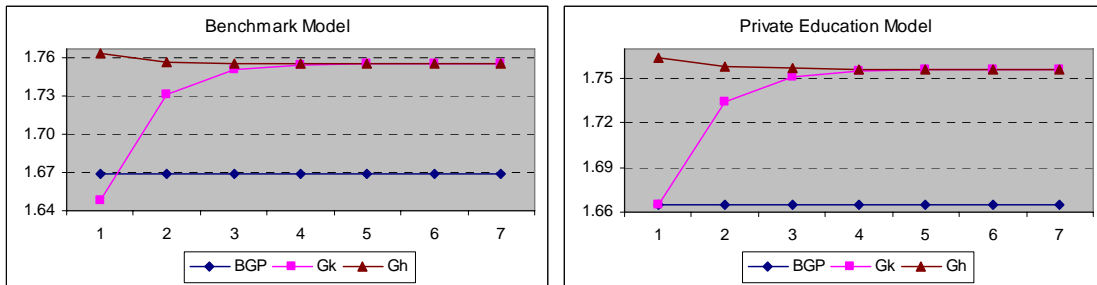 Benchmark Model
1.76
1.73
1.70
1.67
1.64
1 2 3 4 5 6 7
BGP Gk Gh
Private Education Model
1.75
1.72
1.69
1.66
1 2 3 4 5 6 7
BGP Gk Gh